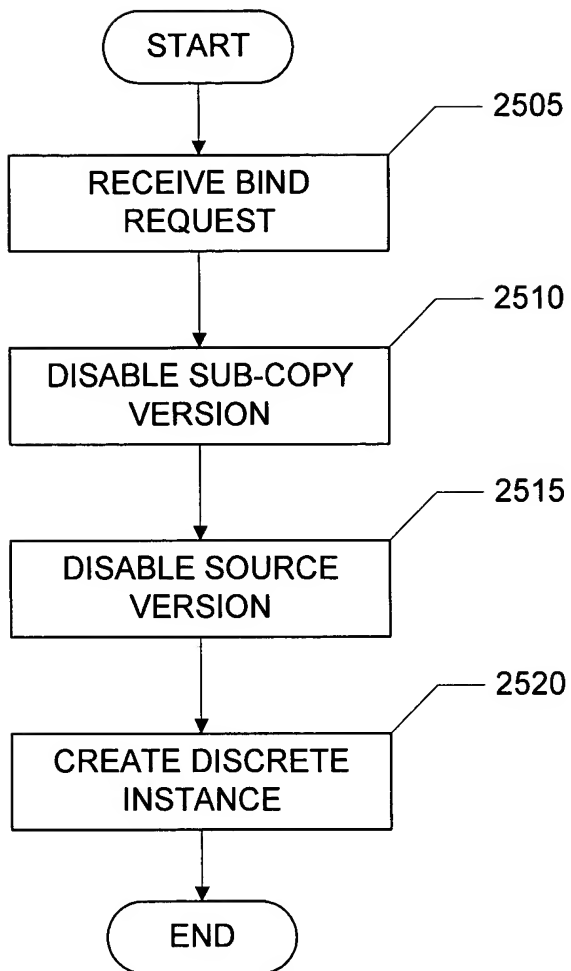 START
2505
RECEIVE BIND
REQUEST
2510
DISABLE SUB-COPY
VERSION
2515
DISABLE SOURCE
VERSION
2520
CREATE DISCRETE
INSTANCE
END